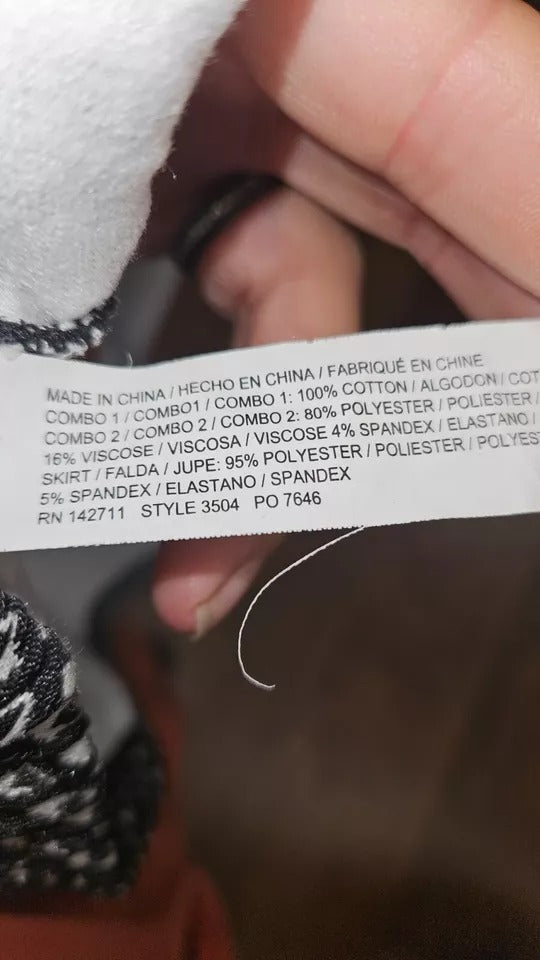 MADE IN CHINA / HECHO EN CHINA / FABRIQUÉ EN CHINE
COMBO 1 / COMBO1 / COMBO 1: 100% COTTON / ALGODON / COT
COMBO 2 / COMBO 2 / COMBO 2: 80% POLYESTER / POLIESTER /
16% VISCOSE / VISCOSA / VISCOSE 4% SPANDEX / ELASTANO /
SKIRT / FALDA / JUPE: 95% POLYESTER / POLIESTER / POLYES
5% SPANDEX / ELASTANO / SPANDEX
RN 142711 STYLE 3504 PO 7646